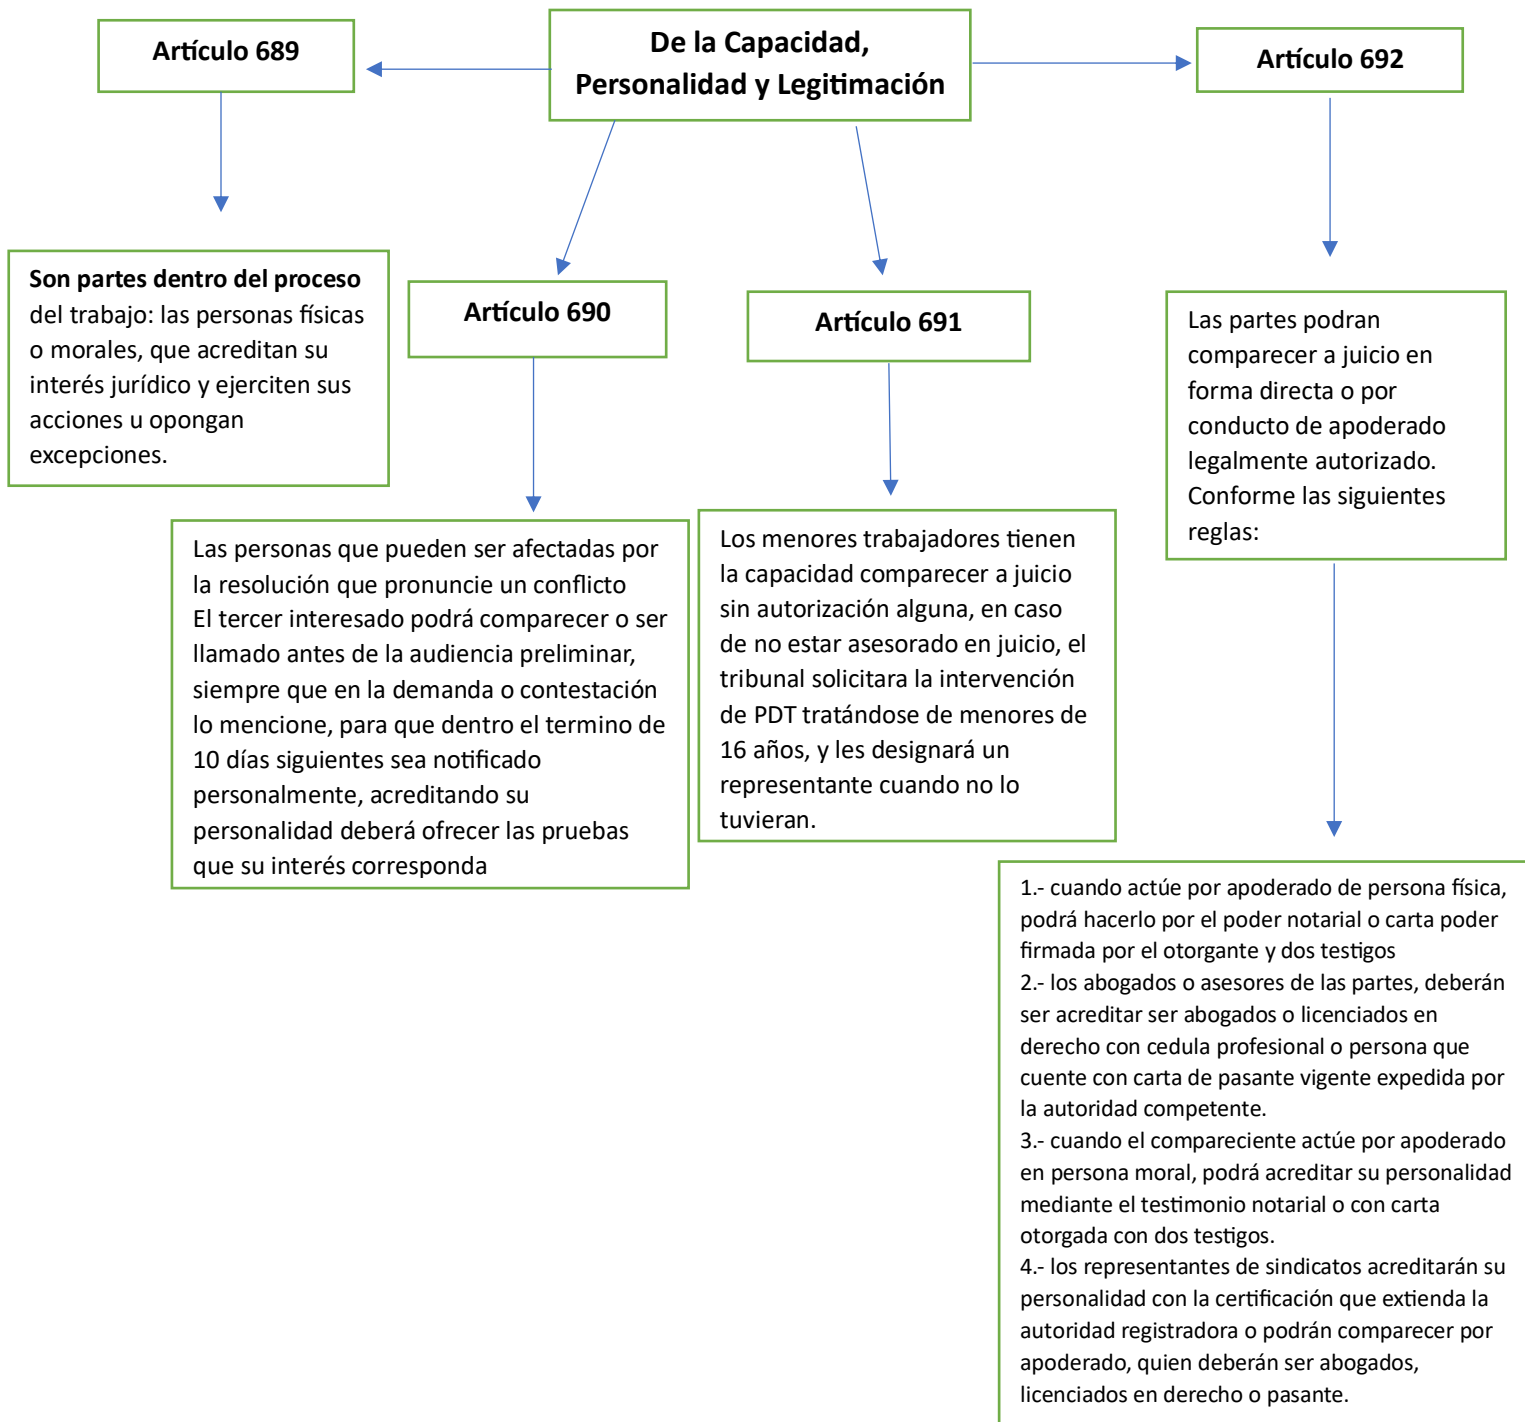 De la Capacidad,
Personalidad y Legitimación
Artículo 689
Son partes dentro del proceso
del trabajo: las personas físicas
o morales, que acreditan su
interés jurídico y ejerciten sus
acciones u opongan
excepciones.
Artículo 690
Las personas que pueden ser afectadas por
la resolución que pronuncie un conflicto
El tercer interesado podrá comparecer o ser
llamado antes de la audiencia preliminar,
siempre que en la demanda o contestación
lo mencione, para que dentro el termino de
10 días siguientes sea notificado
personalmente, acreditando su
personalidad deberá ofrecer las pruebas
que su interés corresponda
Artículo 691
Los menores trabajadores tienen
la capacidad comparecer a juicio
sin autorización alguna, en caso
de no estar asesorado en juicio, el
tribunal solicitara la intervención
de PDT tratándose de menores de
16 años, y les designará un
representante cuando no lo
tuvieran.
Artículo 692
Las partes podran
comparecer a juicio en
forma directa o por
conducto de apoderado
legalmente autorizado.
Conforme las siguientes
reglas:
1.- cuando actúe por apoderado de persona física,
podrá hacerlo por el poder notarial o carta poder
firmada por el otorgante y dos testigos
2.- los abogados o asesores de las partes, deberán
ser acreditar ser abogados o licenciados en
derecho con cedula profesional o persona que
cuente con carta de pasante vigente expedida por
la autoridad competente.
3.- cuando el compareciente actúe por apoderado
en persona moral, podrá acreditar su personalidad
mediante el testimonio notarial o con carta
otorgada con dos testigos.
4.- los representantes de sindicatos acreditarán su
personalidad con la certificación que extienda la
autoridad registradora o podrán comparecer por
apoderado, quien deberán ser abogados,
licenciados en derecho o pasante.